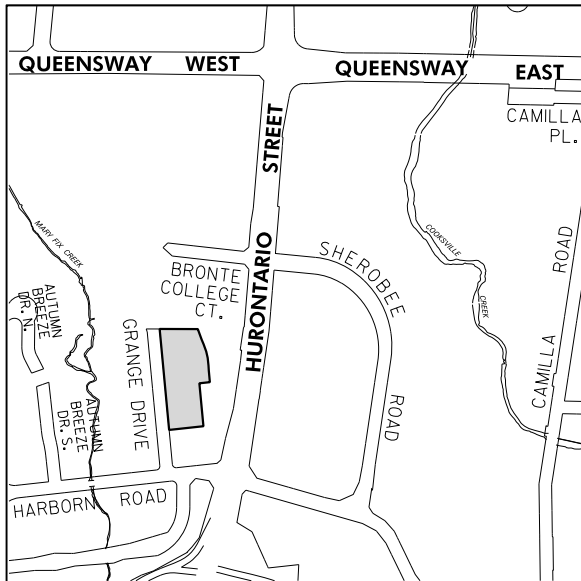 QUEENSWAY WEST
QUEENSWAY EAST
CAMILLA
PL.
HURONTARIO STREET
MARY FIX CREEK
COOKSVILLE
CREEK
SHEROBEE
ROAD
CAMILLA ROAD
BRONTE
COLLEGE
CT.
AUTUMN
BREEZE
DR. N.
GRANGE DRIVE
AUTUMN
BREEZE
DR. S.
HARBORN ROAD